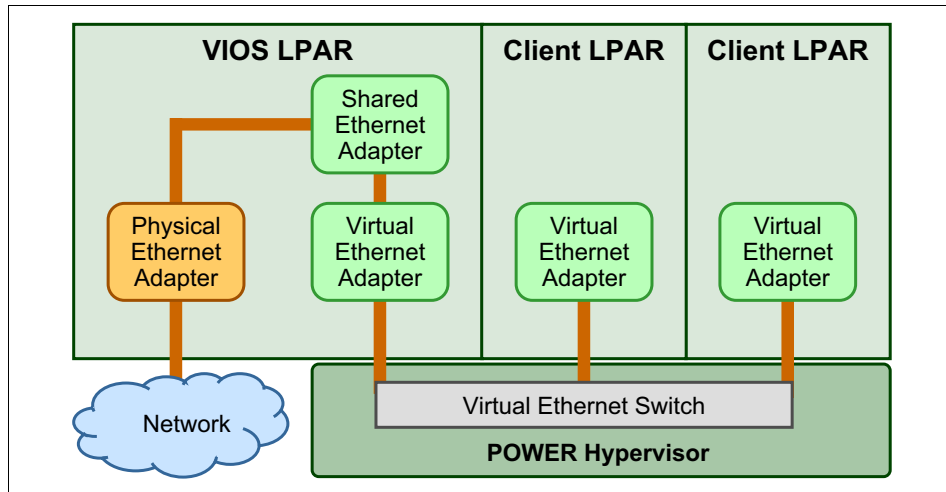 VIOS LPAR
Client LPAR
Client LPAR
Shared
Ethernet
Adapter
Physical
Ethernet
Adapter
Virtual
Ethernet
Adapter
Virtual
Ethernet
Adapter
Virtual
Ethernet
Adapter
Network
Virtual Ethernet Switch
POWER Hypervisor